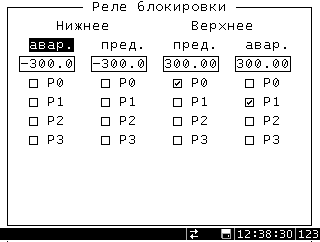 Реле блокировки
Нижнее Верхнее
авар. пред. пред. авар.
-300.0 -300.0 300.00 300.00
P0 P0 P0 P0
P1 P1 P1 P1
P2 P2 P2 P2
P3 P3 P3 P3
12:38:30 123